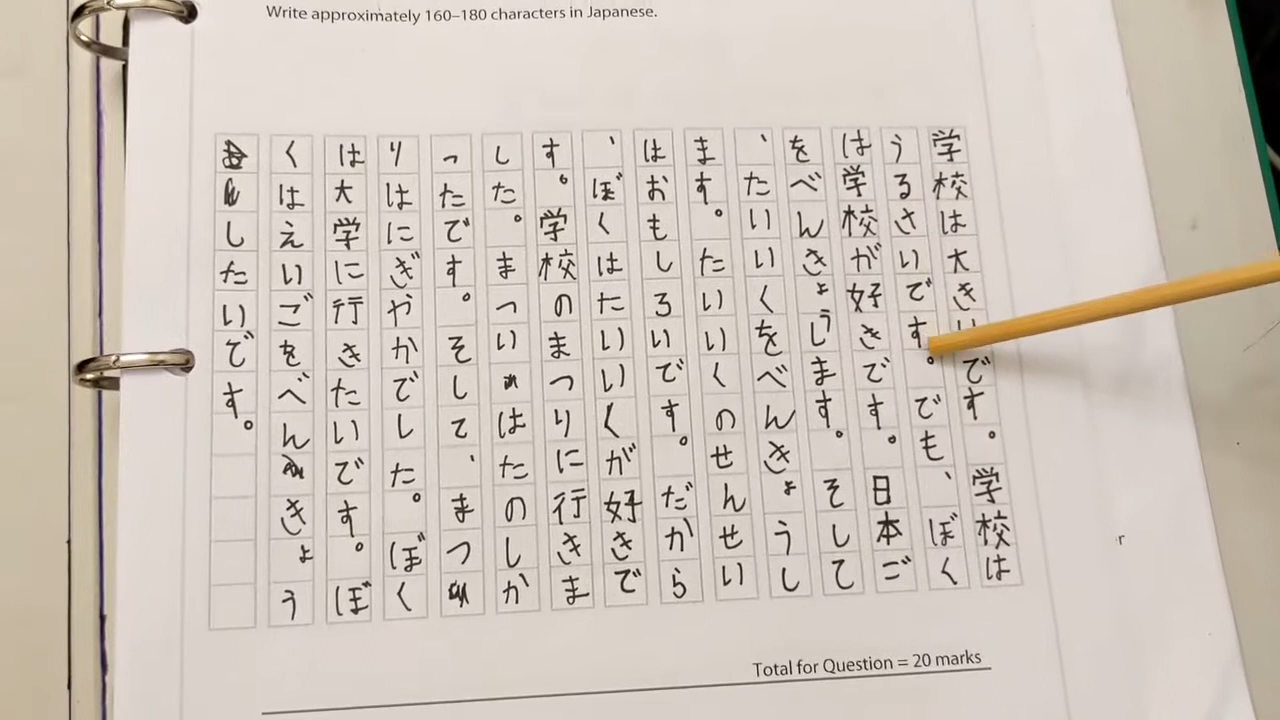 Write approximately 160–180 characters in Japanese.
学校は大きいです。学校は
うるさいです。でも、ぼく
は学校が好きです。日本ご
をべんきょうします。そして
、たいいくをべんきょうし
ます。たいいくのせんせい
はおもしろいです。だから
、ぼくはたいいくが好きで
す。学校のまつりに行きま
した。まついはたのしか
ったです。そして、まつ
りはにぎやかでした。ぼく
は大学に行きたいです。ぼ
くはえいごをべんきょう
したいです。
Total for Question = 20 marks